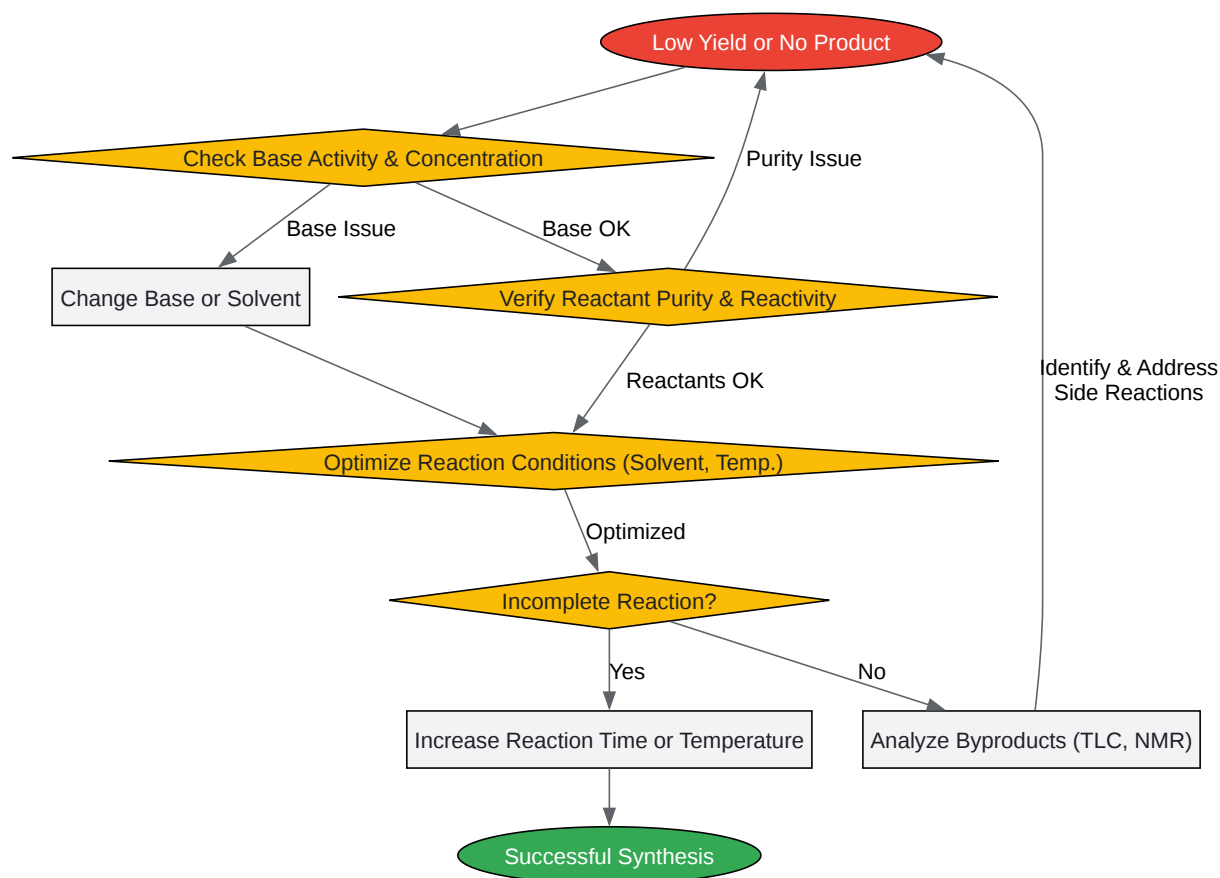 Low Yield or No Product
Check Base Activity & Concentration
Purity Issue
Base Issue
Base OK
Change Base or Solvent
Verify Reactant Purity & Reactivity
Reactants OK
Identify & Address
Side Reactions
Optimize Reaction Conditions (Solvent, Temp.)
Optimized
Incomplete Reaction?
Yes
No
Increase Reaction Time or Temperature
Analyze Byproducts (TLC, NMR)
Successful Synthesis